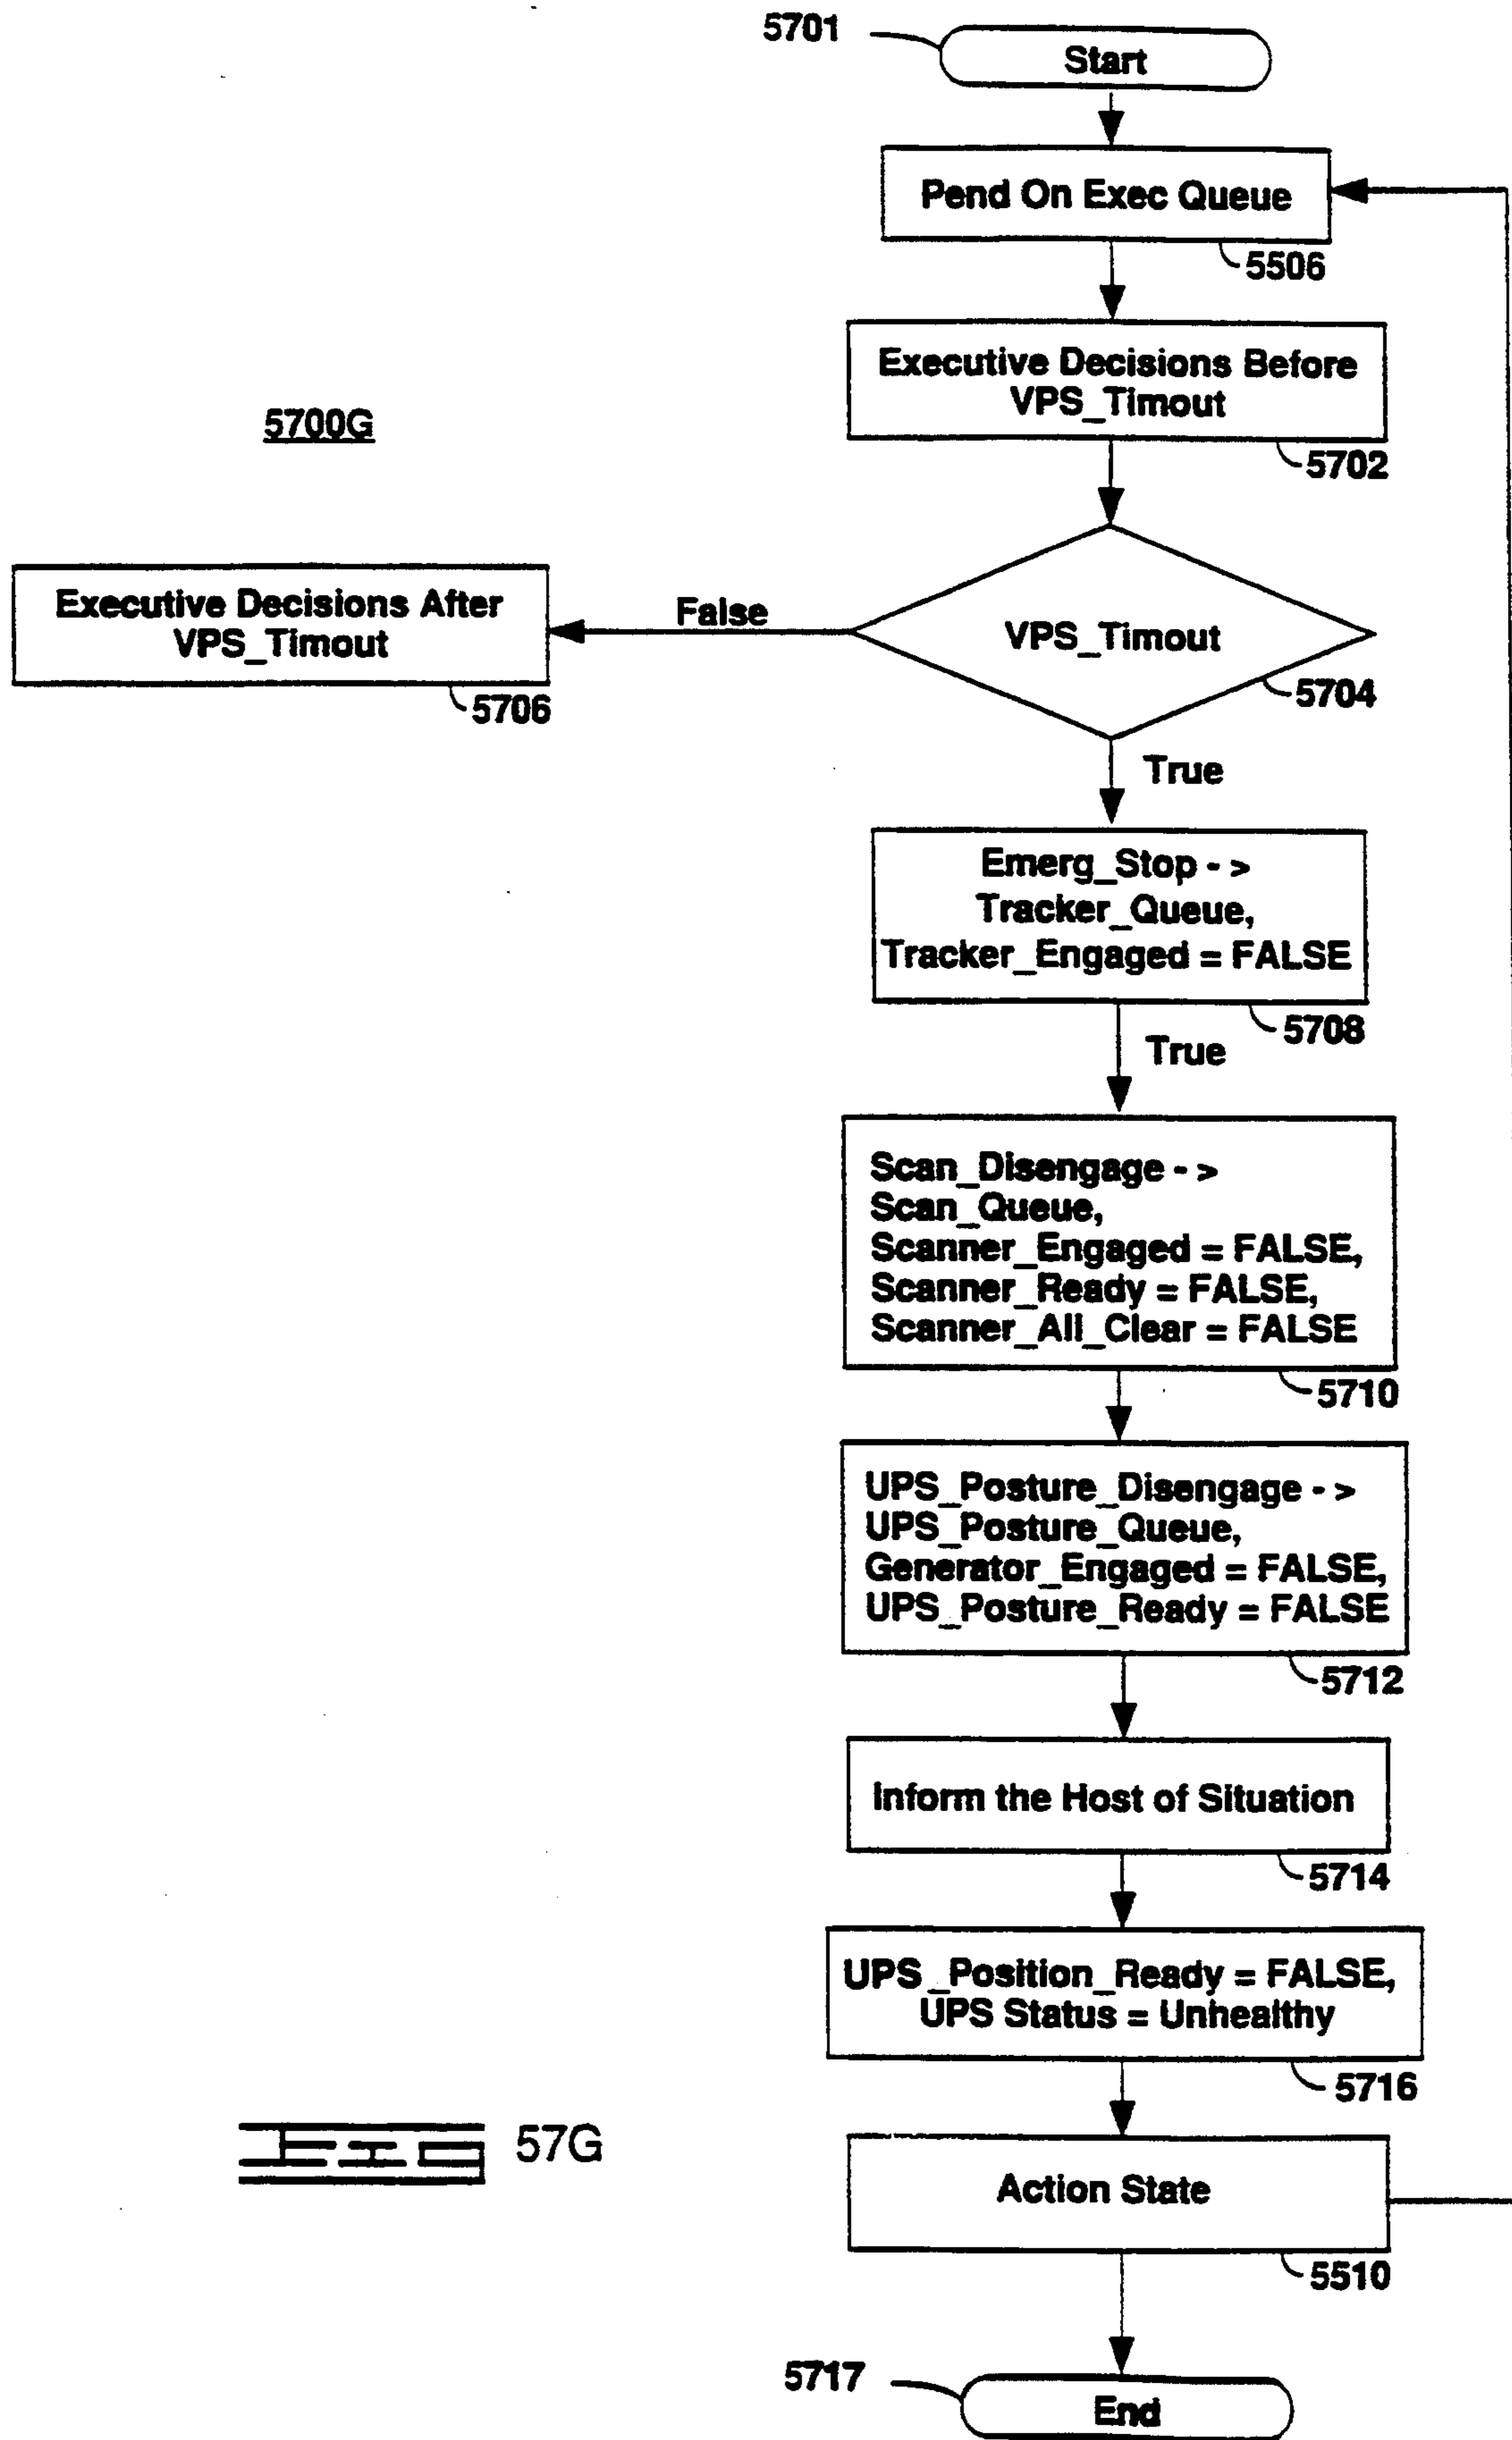 5701
Start
Pend On Exec Queue
5506
Executive Decisions Before
VPS_Timout
5702
5700G
VPS_Timout
5704
False
Executive Decisions After
VPS_Timout
5706
True
Emerg_Stop - >
Tracker_Queue,
Tracker_Engaged = FALSE
5708
True
Scan_Disengage - >
Scan_Queue,
Scanner_Engaged = FALSE,
Scanner_Ready = FALSE,
Scanner_All_Clear = FALSE
5710
UPS_Posture_Disengage - >
UPS_Posture_Queue,
Generator_Engaged = FALSE,
UPS_Posture_Ready = FALSE
5712
Inform the Host of Situation
5714
UPS_Position_Ready = FALSE,
UPS Status = Unhealthy
5716
Action State
5510
5717
End
FIG 57G